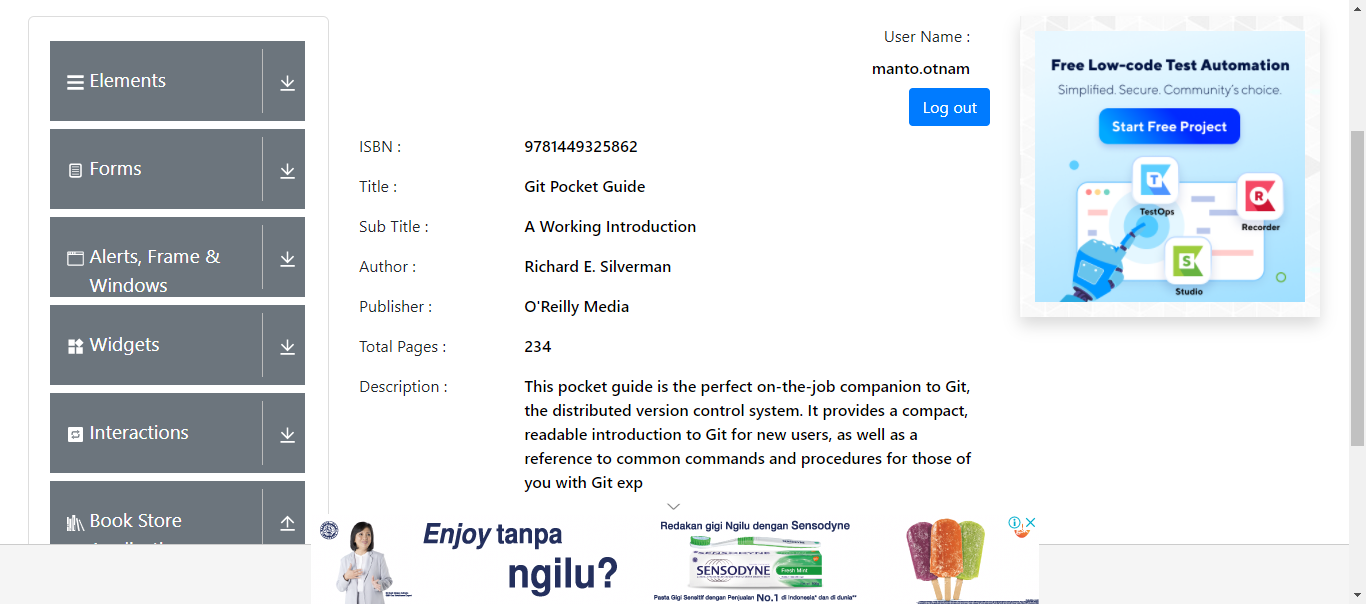 Elements
Forms
Alerts, Frame &
Windows
Widgets
Interactions
Book Store
User Name :
manto.otnam
Log out
ISBN : 9781449325862
Title : Git Pocket Guide
Sub Title : A Working Introduction
Author : Richard E. Silverman
Publisher : O'Reilly Media
Total Pages : 234
Description : This pocket guide is the perfect on-the-job companion to Git,
the distributed version control system. It provides a compact,
readable introduction to Git for new users, as well as a
reference to common commands and procedures for those of
you with Git exp
Free Low-code Test Automation
Simplified. Secure. Community's choice.
Start Free Project
TestOps
Recorder
Studio
Enjoy tanpa
ngilu?
Redakan gigi Ngilu dengan Sensodyne
SENSODYNE
Fresh Mint
Pasta Gigi Sensitif dengan Penjualan No.1 di Indonesia* dan di dunia**